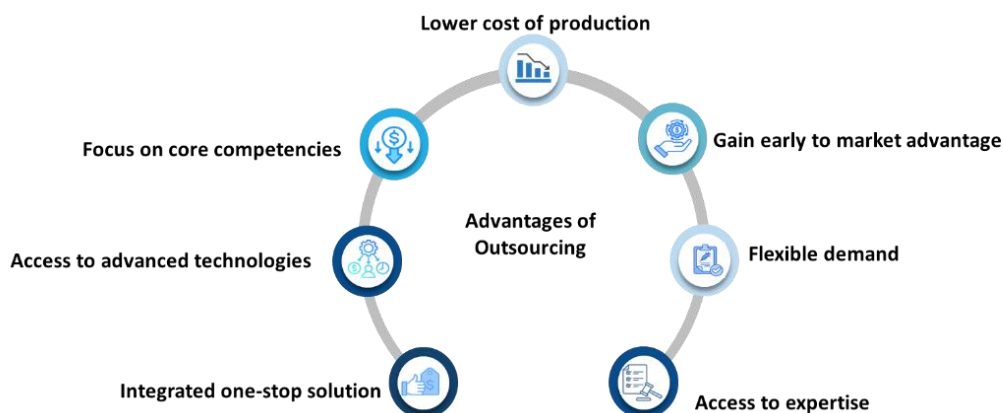 Lower cost of production
Focus on core competencies
Gain early to market advantage
Advantages of
Outsourcing
Access to advanced technologies
Flexible demand
Integrated one-stop solution
Access to expertise